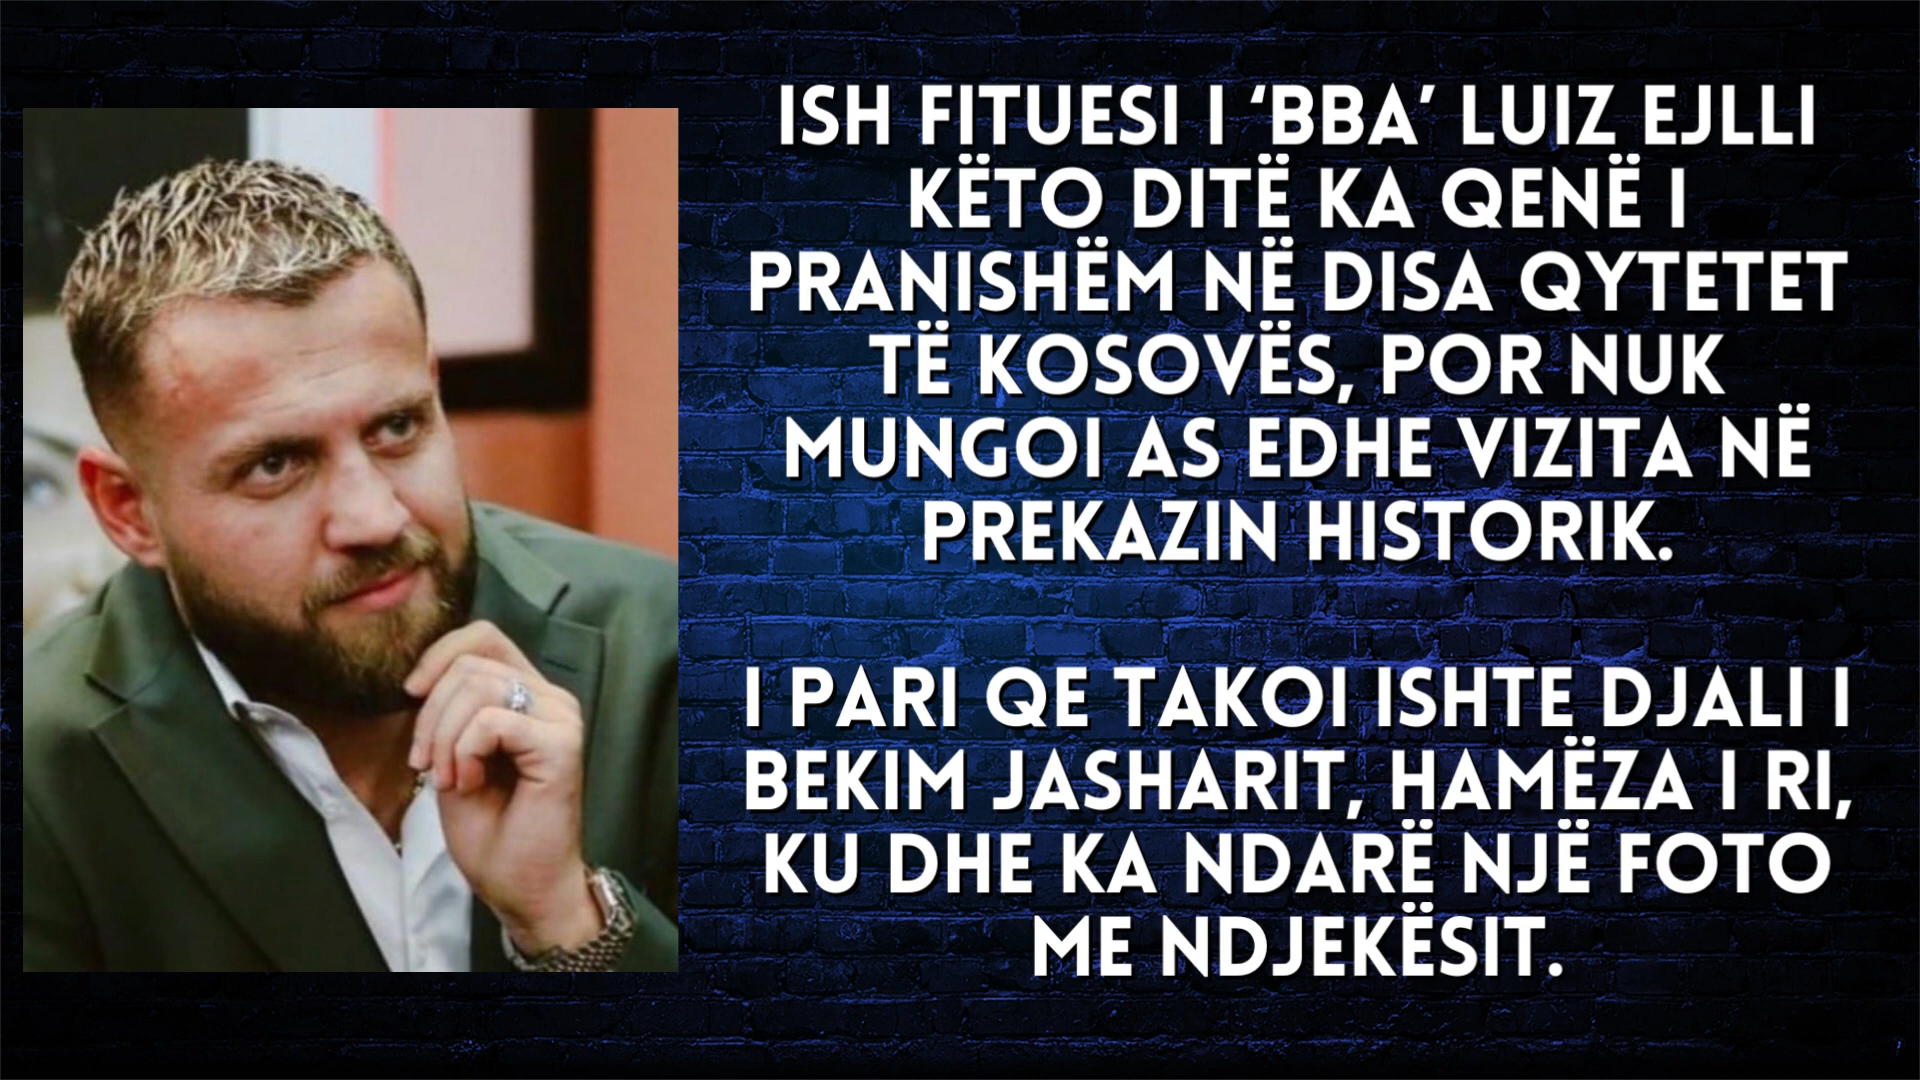 ISH FITUESI I ‘BBA’ LUIZ EJLLI
KËTO DITË KA QENË I
PRANISHËM NË DISA QYTETET
TË KOSOVËS, POR NUK
MUNGOI AS EDHE VIZITA NË
PREKAZIN HISTORIK.
I PARI QE TAKOI ISHTE DJALI I
BEKIM JASHARIT, HAMËZA I RI,
KU DHE KA NDARË NJË FOTO
ME NDJEKËSIT.